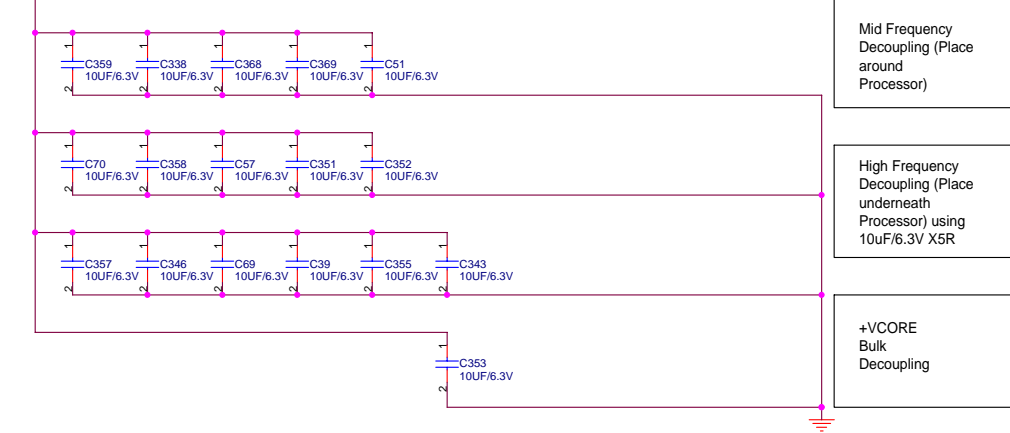 1 1 1 1 1
C359 C338 C368 C369 C51
10UF/6.3V 10UF/6.3V 10UF/6.3V 10UF/6.3V 10UF/6.3V
2 2 2 2 2
Mid Frequency
Decoupling (Place
around
Processor)
1 1 1 1 1
C70 C358 C57 C351 C352
10UF/6.3V 10UF/6.3V 10UF/6.3V 10UF/6.3V 10UF/6.3V
2 2 2 2 2
High Frequency
Decoupling (Place
underneath
Processor) using
10uF/6.3V X5R
1 1 1 1 1 1
C357 C346 C69 C39 C355 C343
10UF/6.3V 10UF/6.3V 10UF/6.3V 10UF/6.3V 10UF/6.3V 10UF/6.3V
2 2 2 2 2 2
+VCORE
Bulk
Decoupling
1
C353
10UF/6.3V
2